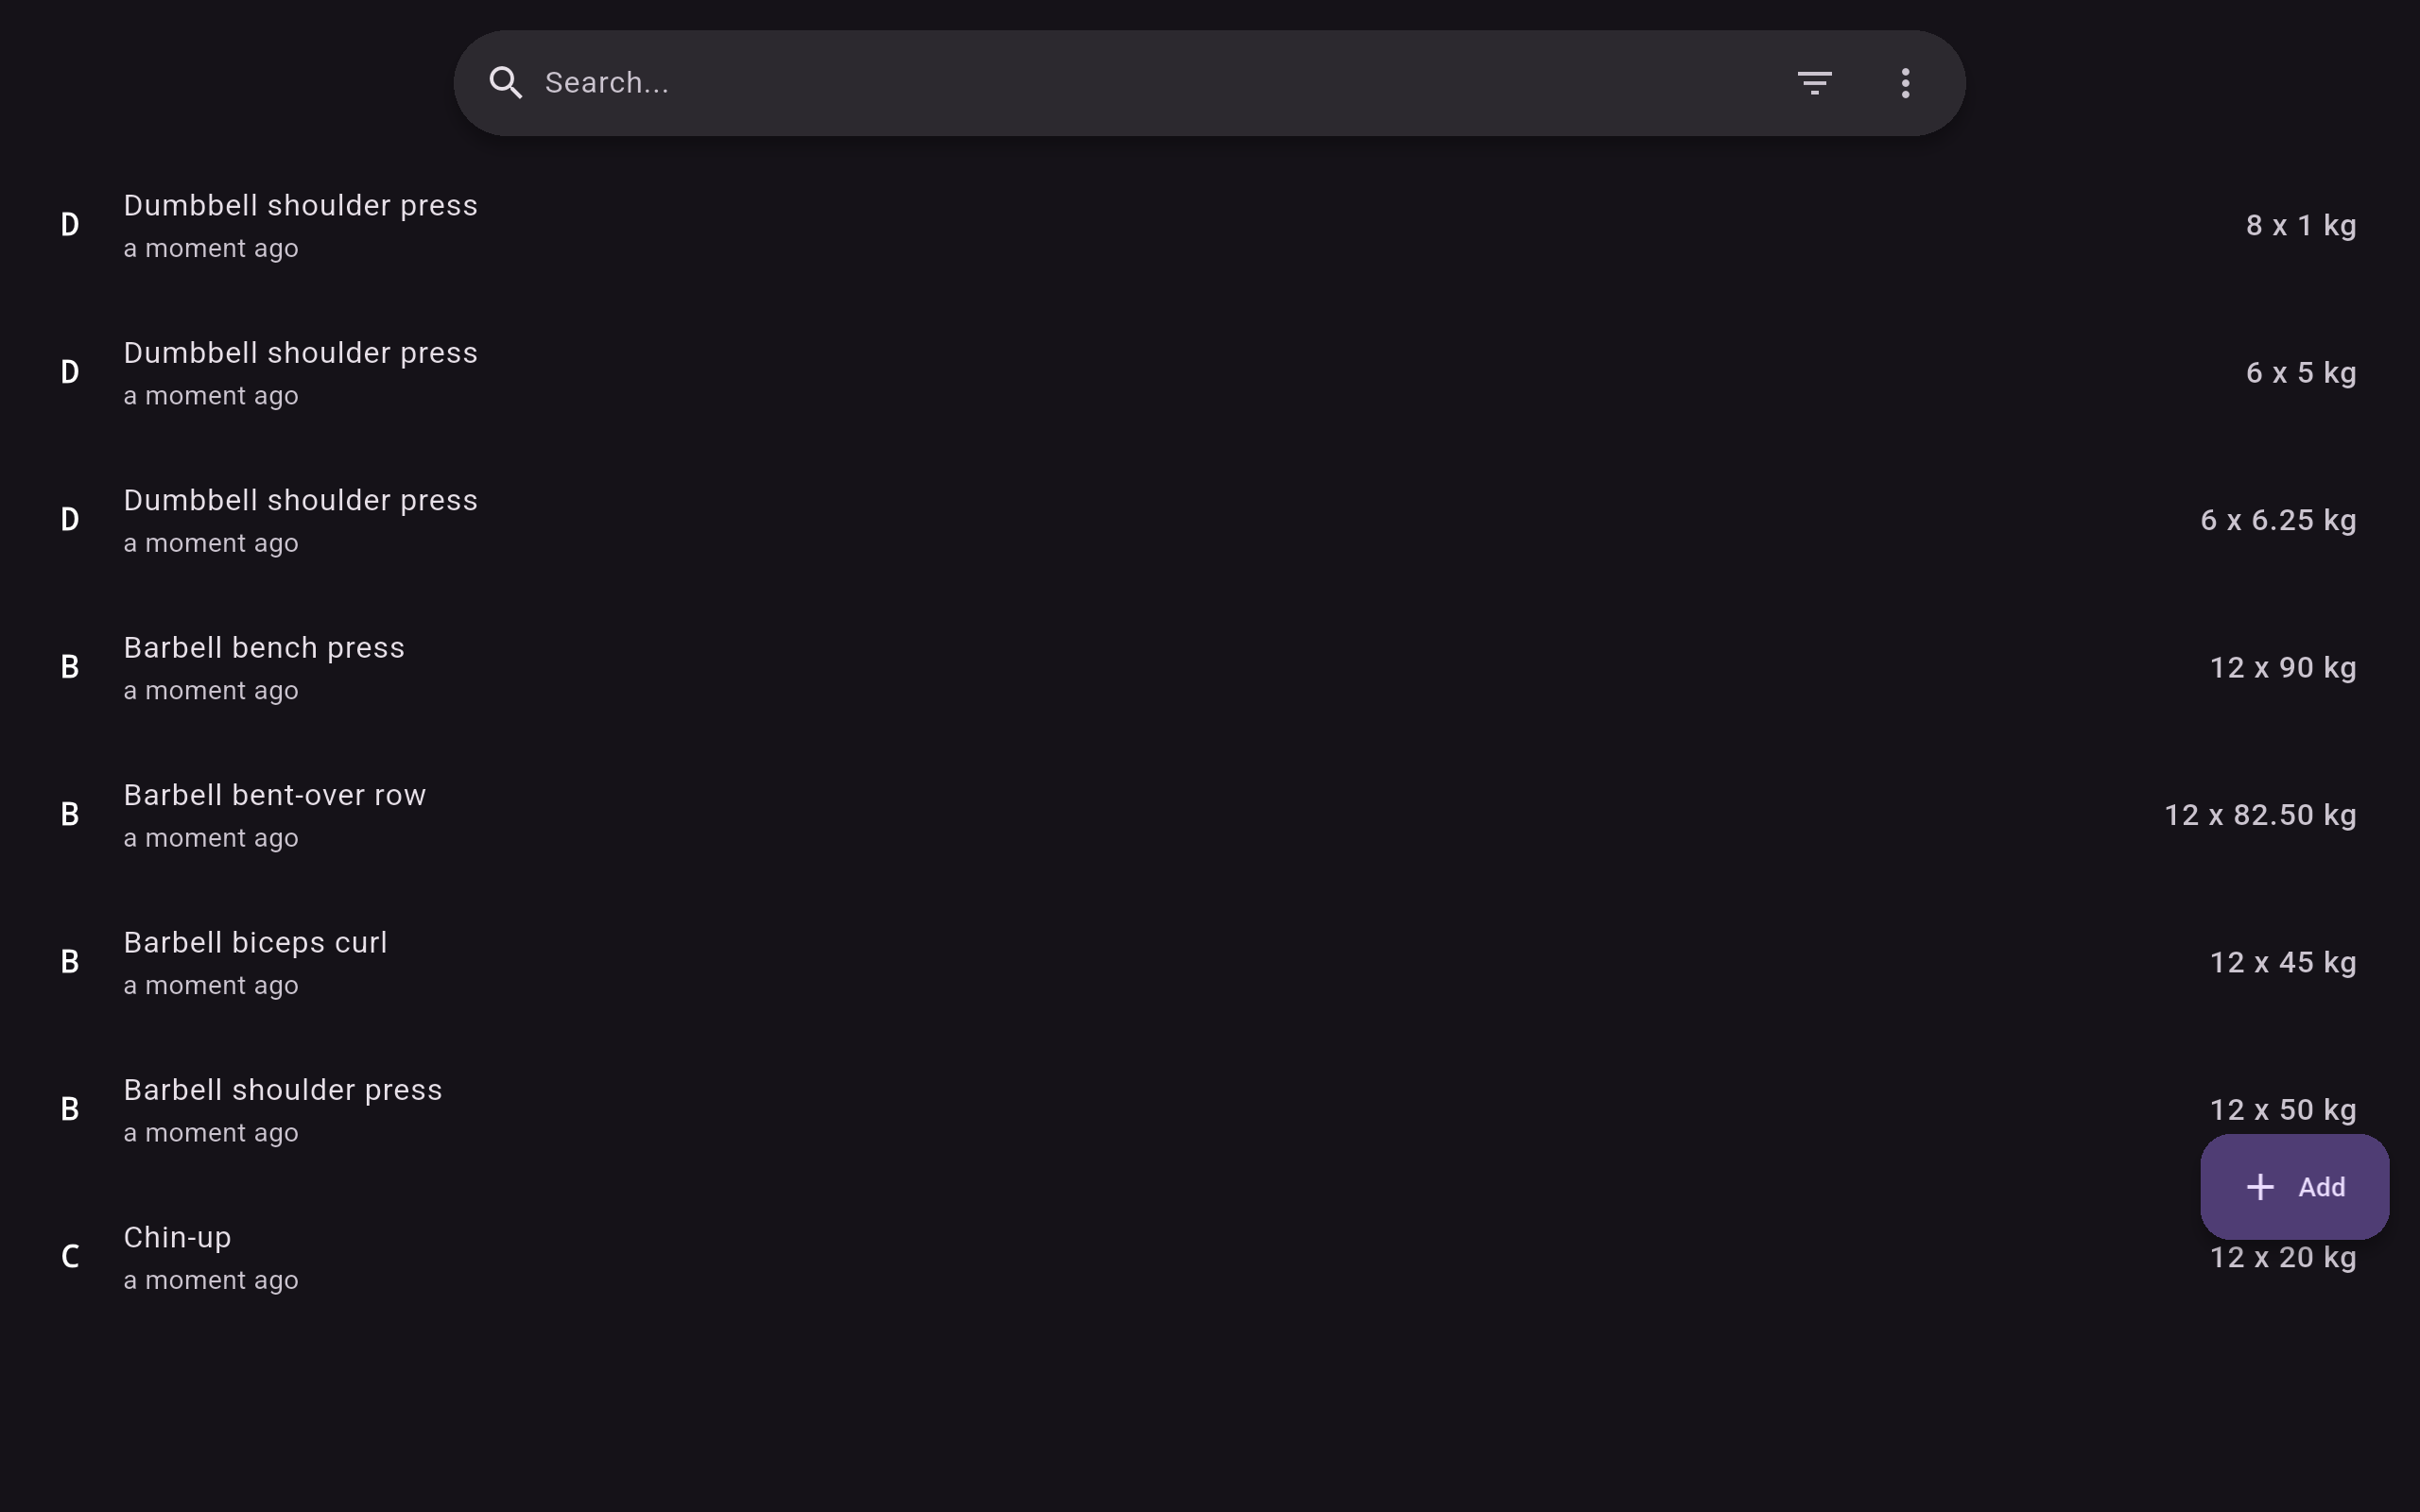 Search...
D
Dumbbell shoulder press
a moment ago
8 x 1 kg
D
Dumbbell shoulder press
a moment ago
6 x 5 kg
D
Dumbbell shoulder press
a moment ago
6 x 6.25 kg
B
Barbell bench press
a moment ago
12 x 90 kg
B
Barbell bent-over row
a moment ago
12 x 82.50 kg
B
Barbell biceps curl
a moment ago
12 x 45 kg
B
Barbell shoulder press
a moment ago
12 x 50 kg
Add
C
Chin-up
a moment ago
12 x 20 kg